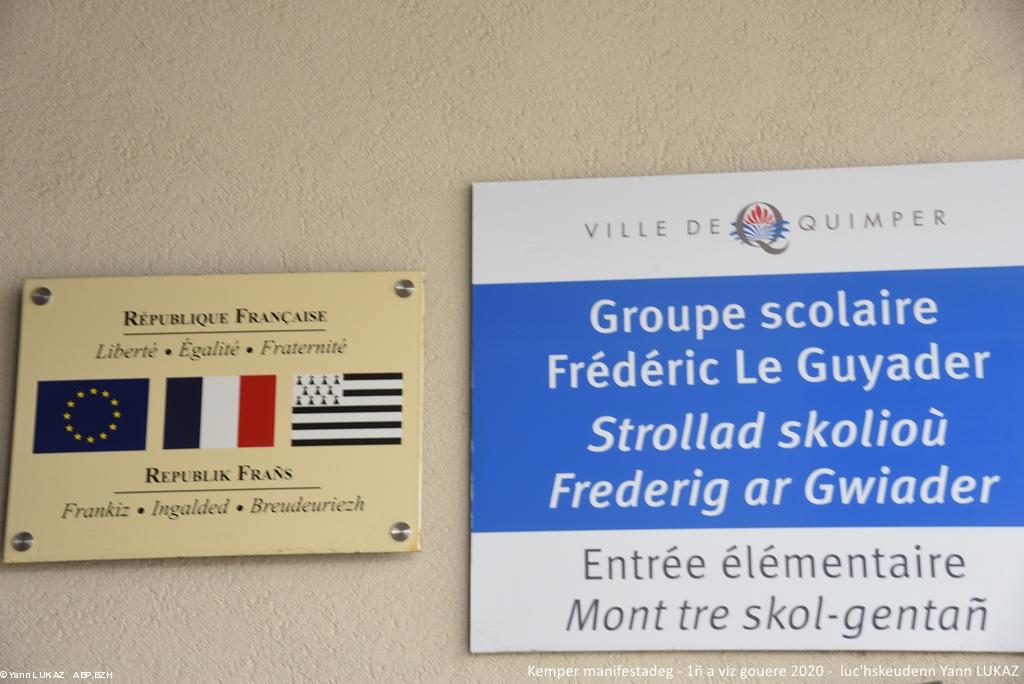 RÉPUBLIQUE FRANÇAISE
Liberté • Égalité • Fraternité
REPUBLIK FRAÑS
Frankiz • Ingalded • Breudeuriezh
VILLE DE QUIMPER
Groupe scolaire
Frédéric Le Guyader
Strollad skolioù
Frederig ar Gwiader
Entrée élémentaire
Mont tre skol-gentañ
©Yann LUKAZ ABP.BZH
Kemper manifestadeg - 1ñ a viz gouere 2020 - luc'hskeudenn Yann LUKAZ